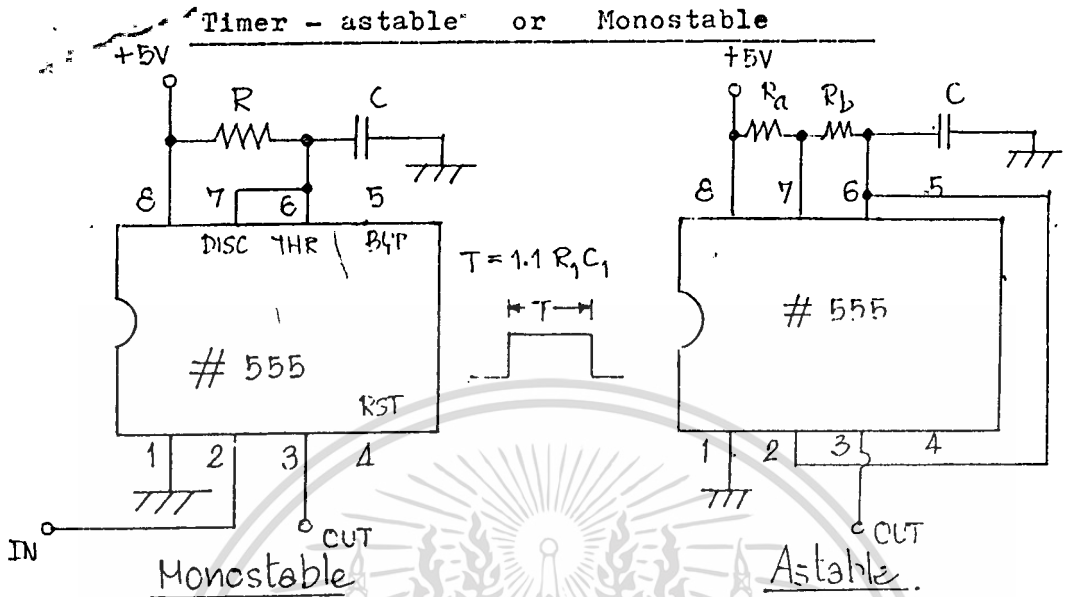 Timer - astable or Monostable
+5V
R
C
8
7
6
5
DISC
THR
# 555
RST
1
2
3
4
IN
OUT
Monostable
T = 1.1 R₁C₁
T
+5V
Ra
Rb
C
8
7
6
5
# 555
1
2
3
4
OUT
Astable.